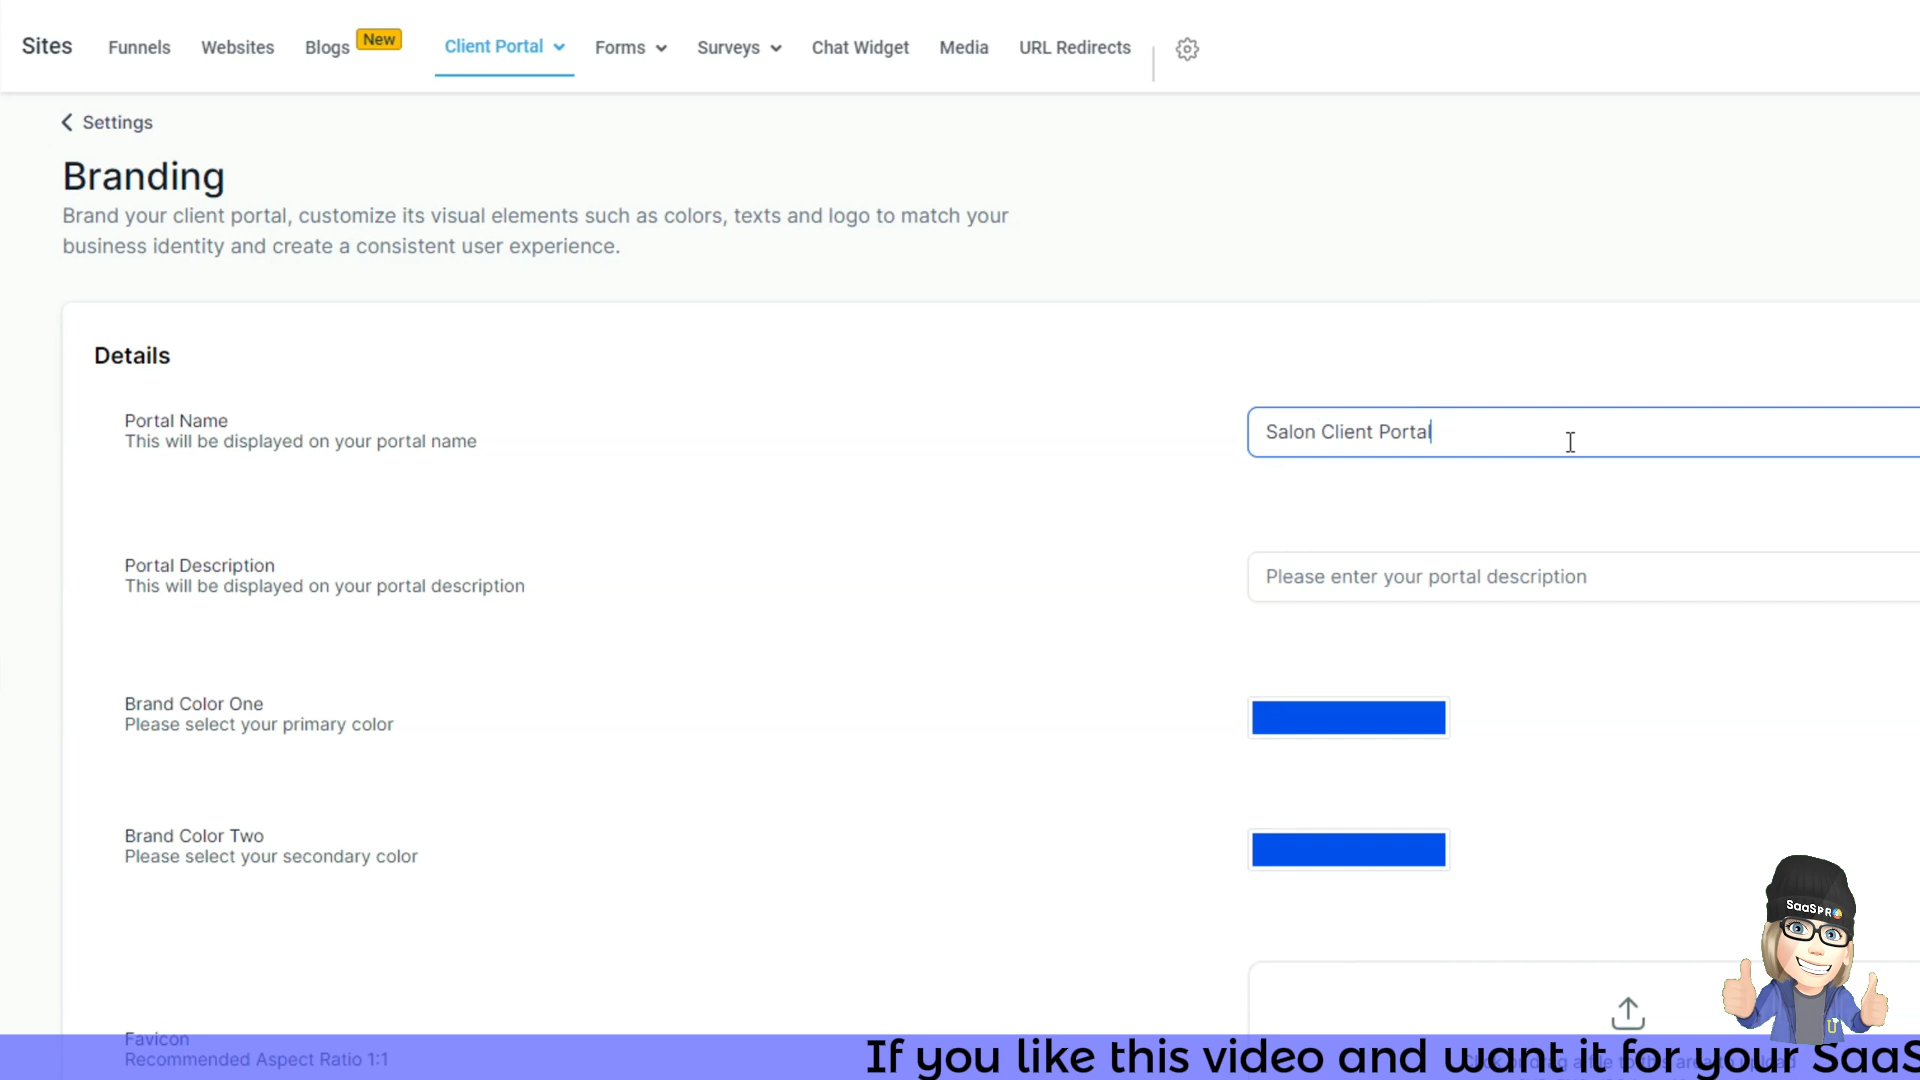 Sites Funnels Websites Blogs New Client Portal Forms Surveys Chat Widget Media URL Redirects
Settings
Branding
Brand your client portal, customize its visual elements such as colors, texts and logo to match your
business identity and create a consistent user experience.
Details
Portal Name
This will be displayed on your portal name
Salon Client Portal
Portal Description
This will be displayed on your portal description
Please enter your portal description
Brand Color One
Please select your primary color
Brand Color Two
Please select your secondary color
SaaSPRO
Favicon
Recommended Aspect Ratio 1:1
If you like this video and want it for your SaaS